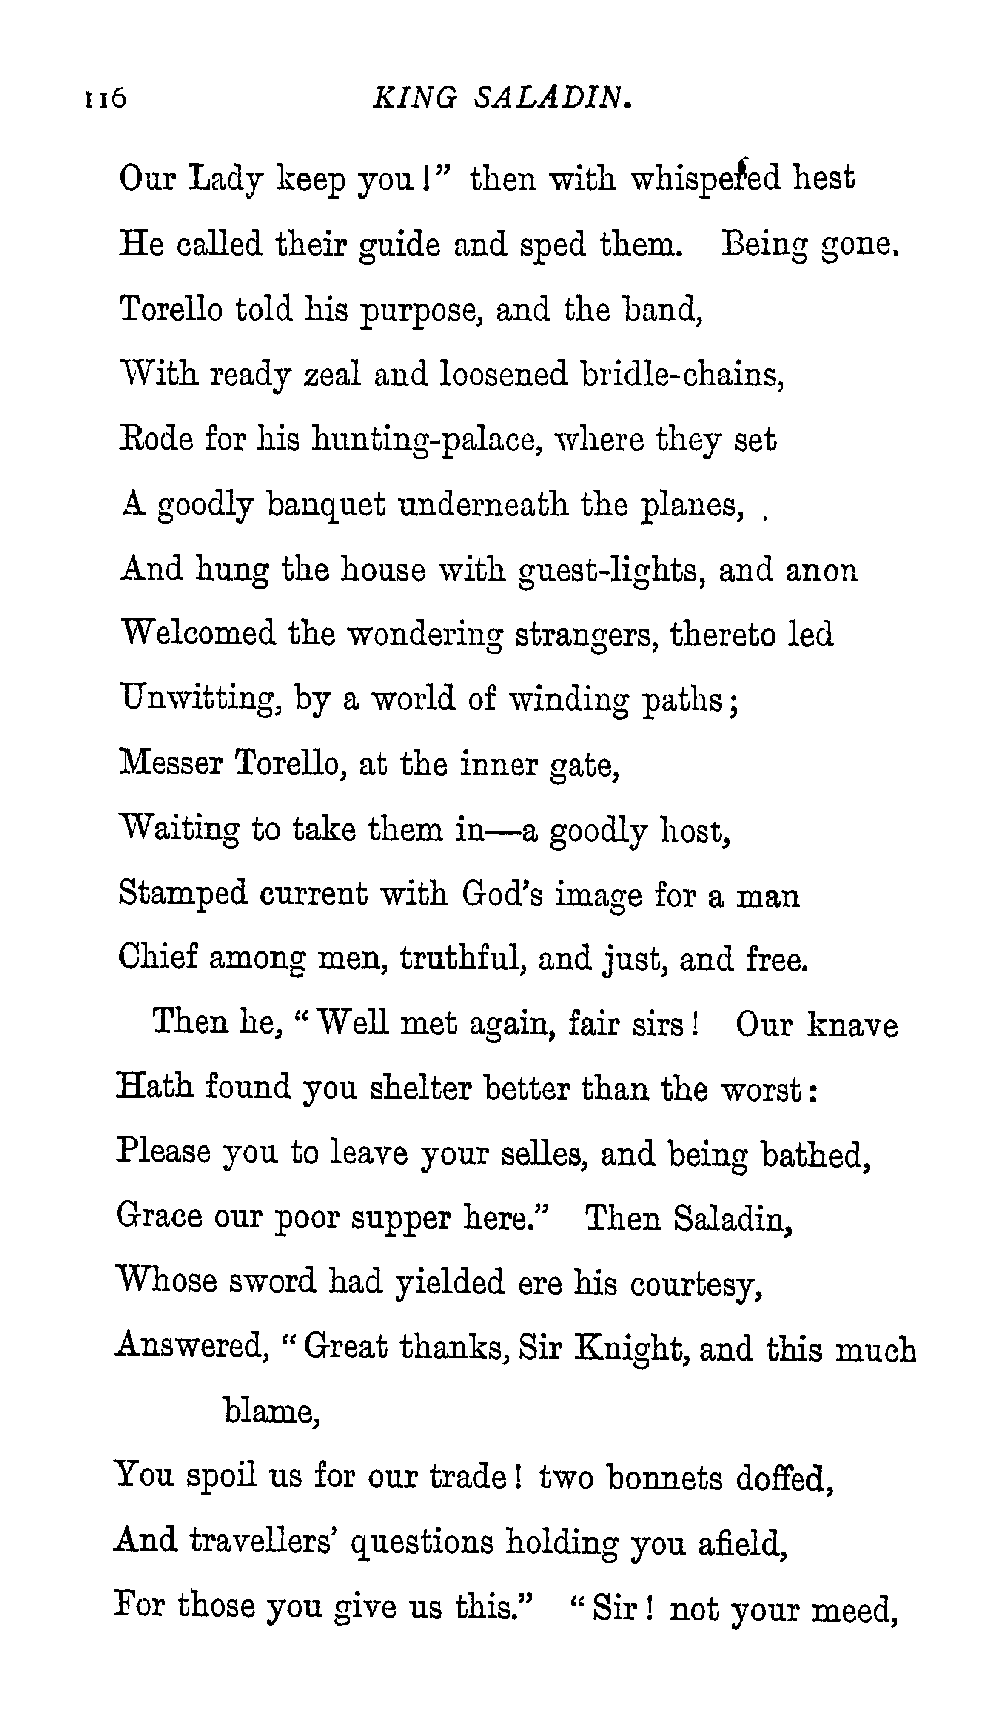 116 KING SALADIN.
Our Lady keep you!” then with whispered hest
He called their guide and sped them. Being gone.
Torello told his purpose, and the band,
With ready zeal and loosened bridle-chains,
Rode for his hunting-palace, where they set
A goodly banquet underneath the planes, .
And hung the house with guest-lights, and anon
Welcomed the wondering strangers, thereto led
Unwitting, by a world of winding paths;
Messer Torello, at the inner gate,
Waiting to take them in—a goodly host,
Stamped current with God’s image for a man
Chief among men, truthful, and just, and free.
Then he, “Well met again, fair sirs! Our knave
Hath found you shelter better than the worst:
Please you to leave your selles, and being bathed,
Grace our poor supper here.” Then Saladin,
Whose sword had yielded ere his courtesy,
Answered, “Great thanks, Sir Knight, and this much
blame,
You spoil us for our trade! two bonnets doffed,
And travellers’ questions holding you afield,
For those you give us this.” “Sir! not your meed,